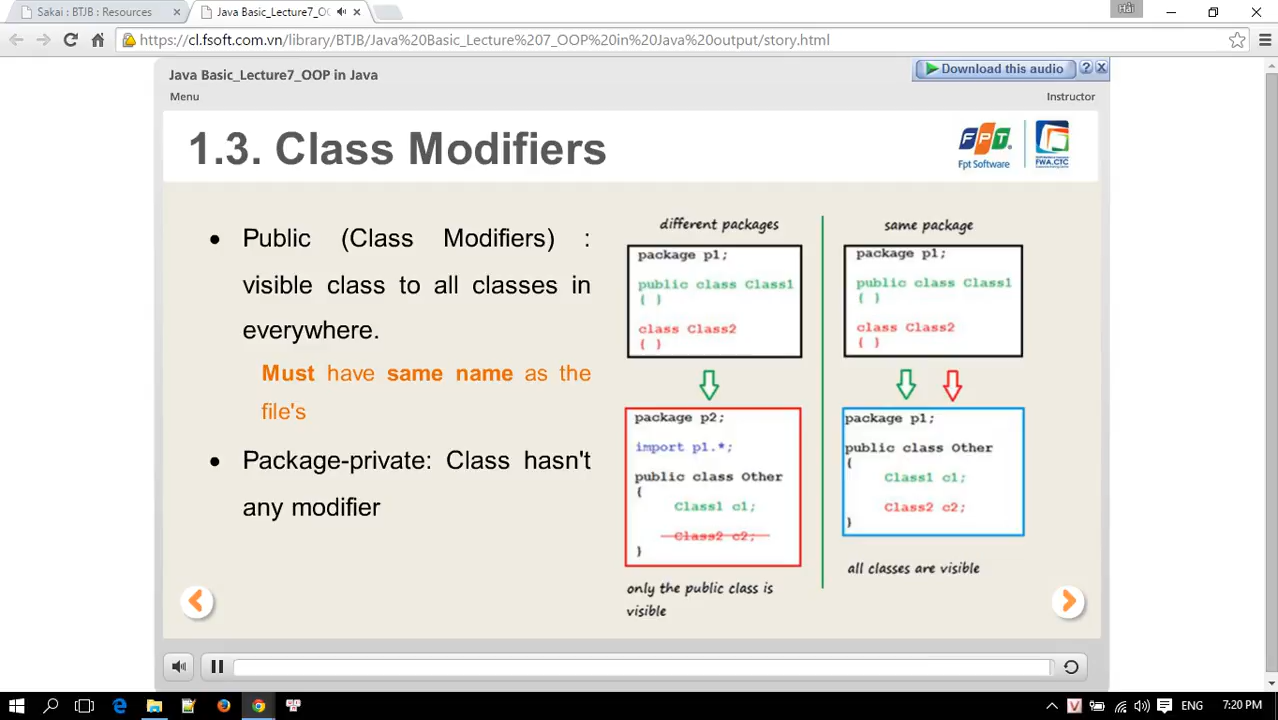 Sakai : BTJB : Resources
Java Basic_Lecture7_OO
Hải
https://cl.fsoft.com.vn/library/BTJB/Java%20Basic_Lecture%207_OOP%20in%20Java%20output/story.html
Java Basic_Lecture7_OOP in Java
Download this audio
?
Menu
Instructor
1.3. Class Modifiers
FPT
Fpt Software
FWA.CTC
• Public (Class Modifiers) :
visible class to all classes in
everywhere.
Must have same name as the
file's
• Package-private: Class hasn't
any modifier
different packages
package p1;
public class Class1
{ }
class Class2
{ }
package p2;
import p1.*;
public class Other
{
Class1 c1;
Class2 c2;
}
only the public class is
visible
same package
package p1;
public class Class1
{ }
class Class2
{ }
package p1;
public class Other
{
Class1 c1;
Class2 c2;
}
all classes are visible
ENG
7:20 PM